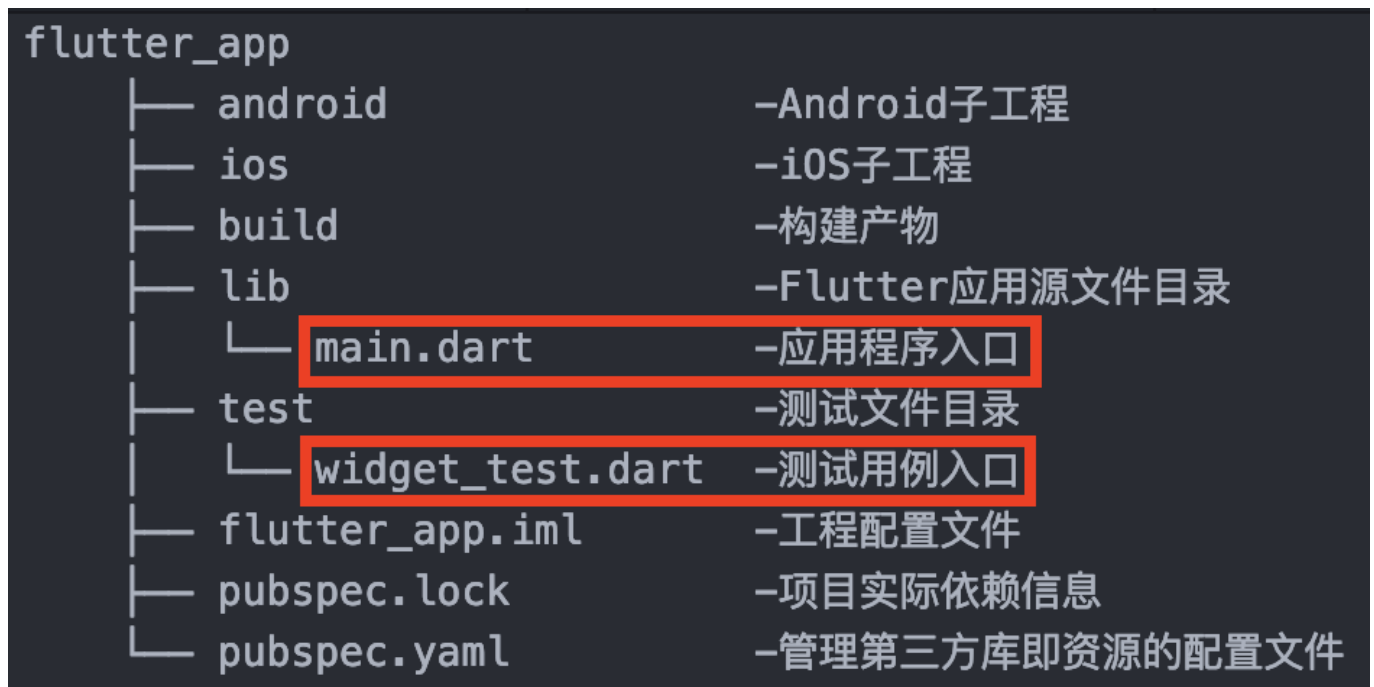 flutter_app
├── android –Android子工程
├── ios –iOS子工程
├── build –构建产物
├── lib –Flutter应用源文件目录
│   └── main.dart –应用程序入口
├── test –测试文件目录
│   └── widget_test.dart –测试用例入口
├── flutter_app.iml –工程配置文件
├── pubspec.lock –项目实际依赖信息
└── pubspec.yaml –管理第三方库即资源的配置文件